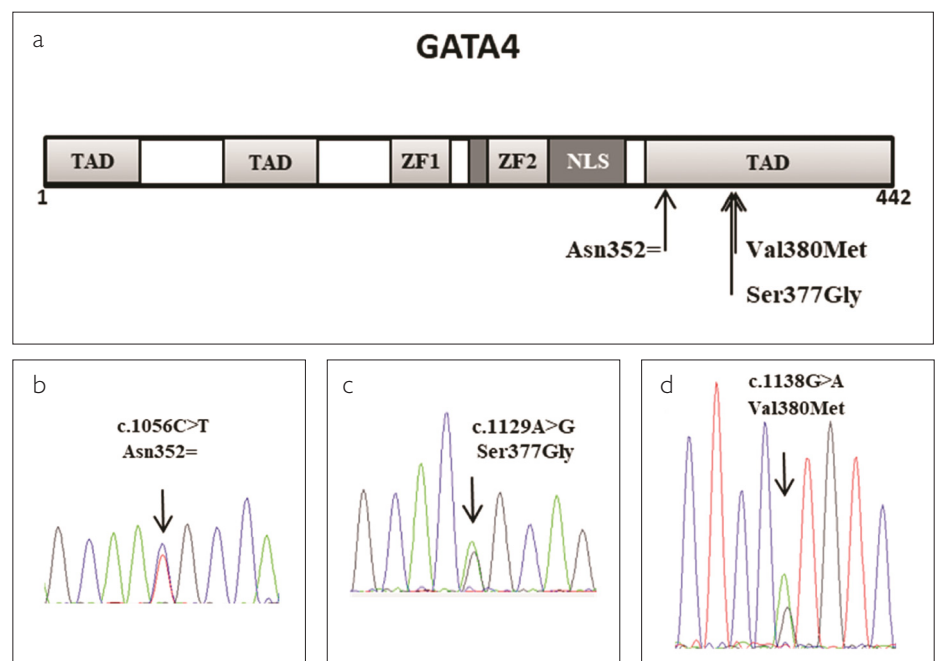 a
GATA4
TAD TAD ZF1 ZF2 NLS TAD
1 442
Asn352= Val380Met
Ser377Gly
b
c.1056C>T
Asn352=
c
c.1129A>G
Ser377Gly
d
c.1138G>A
Val380Met